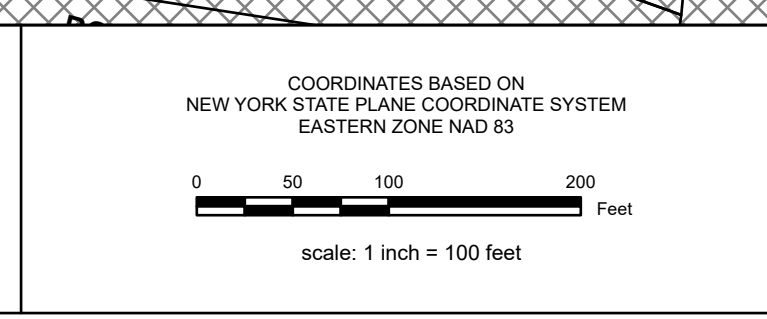 COORDINATES BASED ON
NEW YORK STATE PLANE COORDINATE SYSTEM
EASTERN ZONE NAD 83
0 50 100 200
Feet
scale: 1 inch = 100 feet